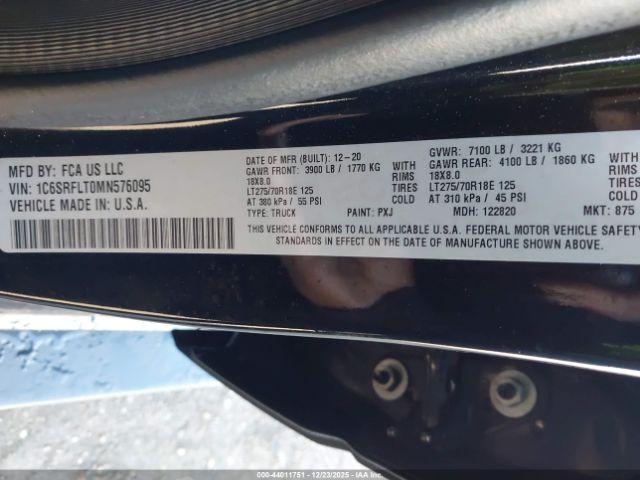 MFD BY: FCA US LLC
VIN: 1C6SRFLT0MN576095
VEHICLE MADE IN U.S.A.
DATE OF MFR (BUILT): 12-20
GAWR FRONT: 3900 LB / 1770 KG WITH
18X8.0 RIMS
LT275/70R18E 125 TIRES
AT 380 kPa / 55 PSI COLD
TYPE: TRUCK PAINT: PXJ
GVWR: 7100 LB / 3221 KG
GAWR REAR: 4100 LB / 1860 KG WITH
18X8.0 RIMS
LT275/70R18E 125 TIRES
AT 310 kPa / 45 PSI COLD
MDH: 122820 MKT: 875
THIS VEHICLE CONFORMS TO ALL APPLICABLE U.S.A. FEDERAL MOTOR VEHICLE SAFETY
STANDARDS IN EFFECT ON THE DATE OF MANUFACTURE SHOWN ABOVE.
000-44011751 - 12/23/2025 - IAAI.COM